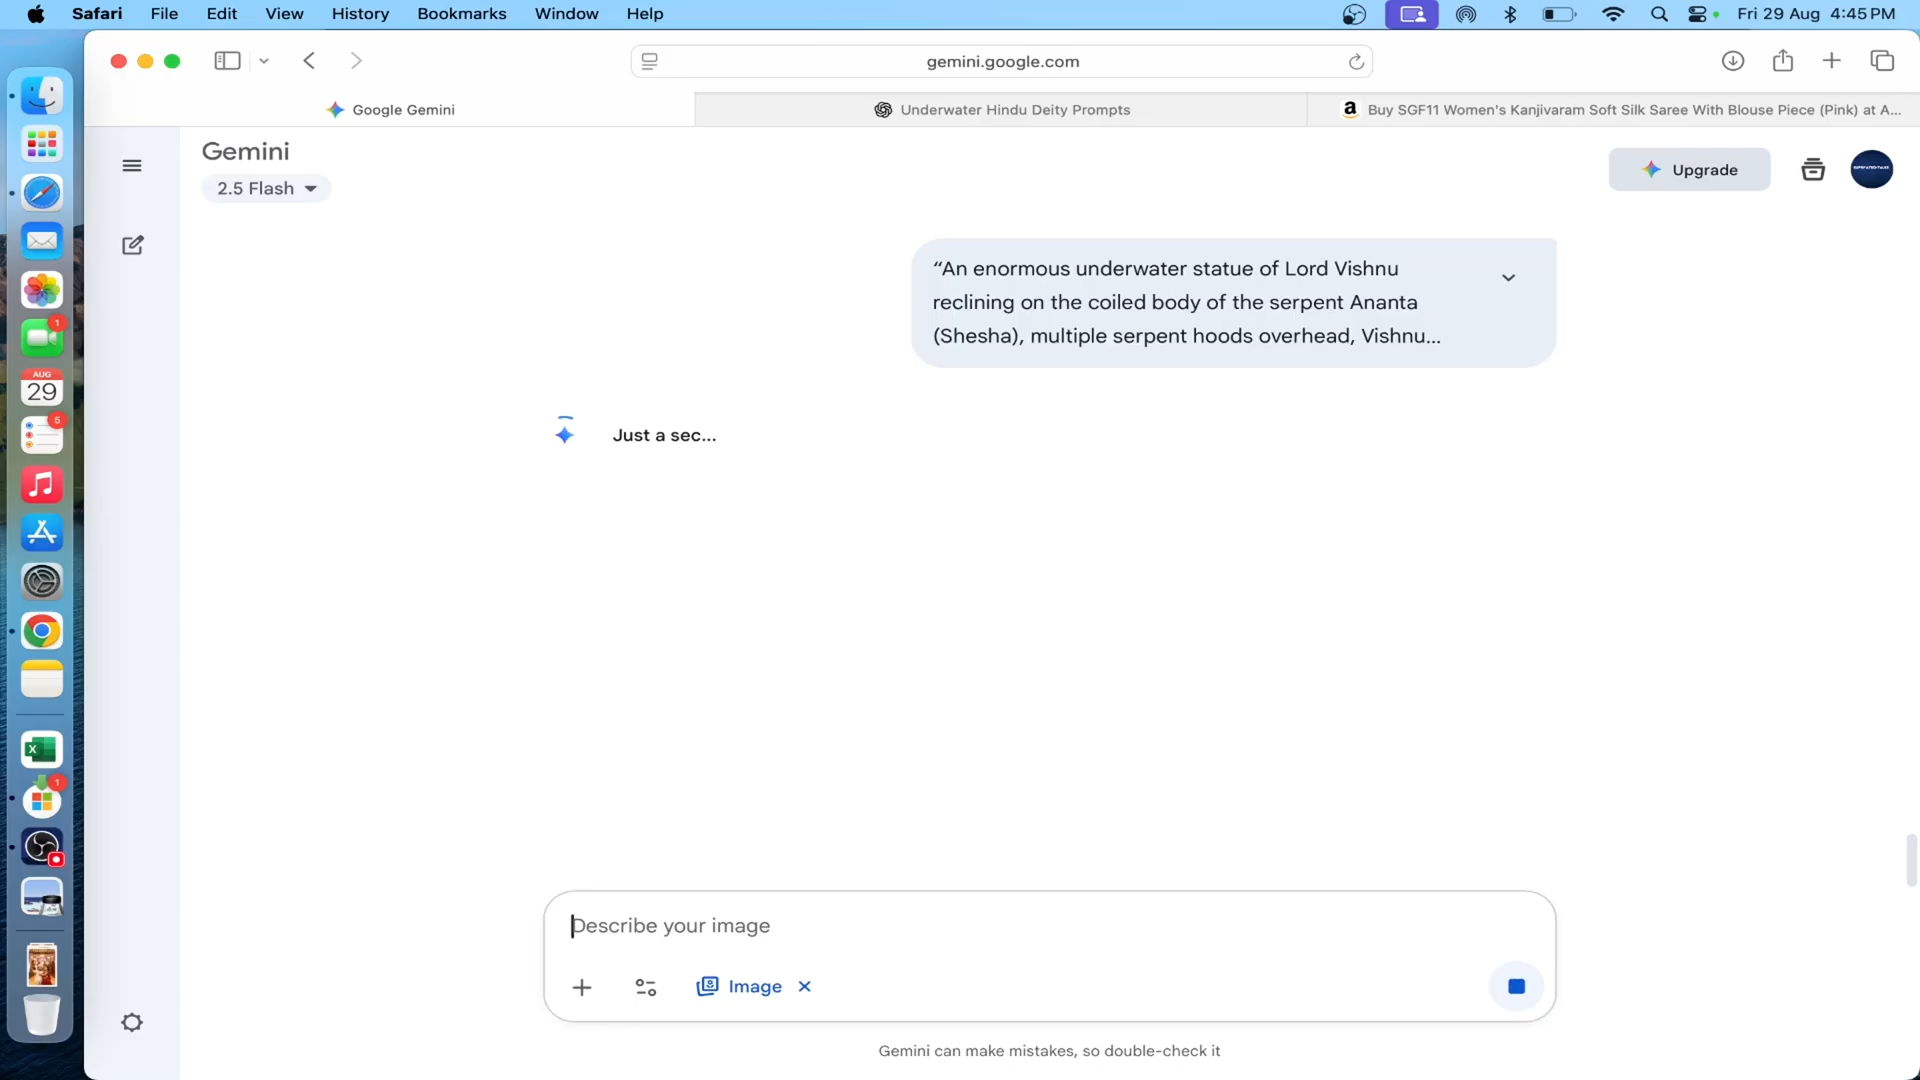 Safari File Edit View History Bookmarks Window Help Fri 29 Aug 4:45 PM
gemini.google.com
Google Gemini
Underwater Hindu Deity Prompts
a Buy SGF11 Women's Kanjivaram Soft Silk Saree With Blouse Piece (Pink) at A...
Gemini
2.5 Flash
Upgrade
“An enormous underwater statue of Lord Vishnu
reclining on the coiled body of the serpent Ananta
(Shesha), multiple serpent hoods overhead, Vishnu...
Just a sec...
1
AUG
29
5
X
1
Describe your image
Image
Gemini can make mistakes, so double-check it